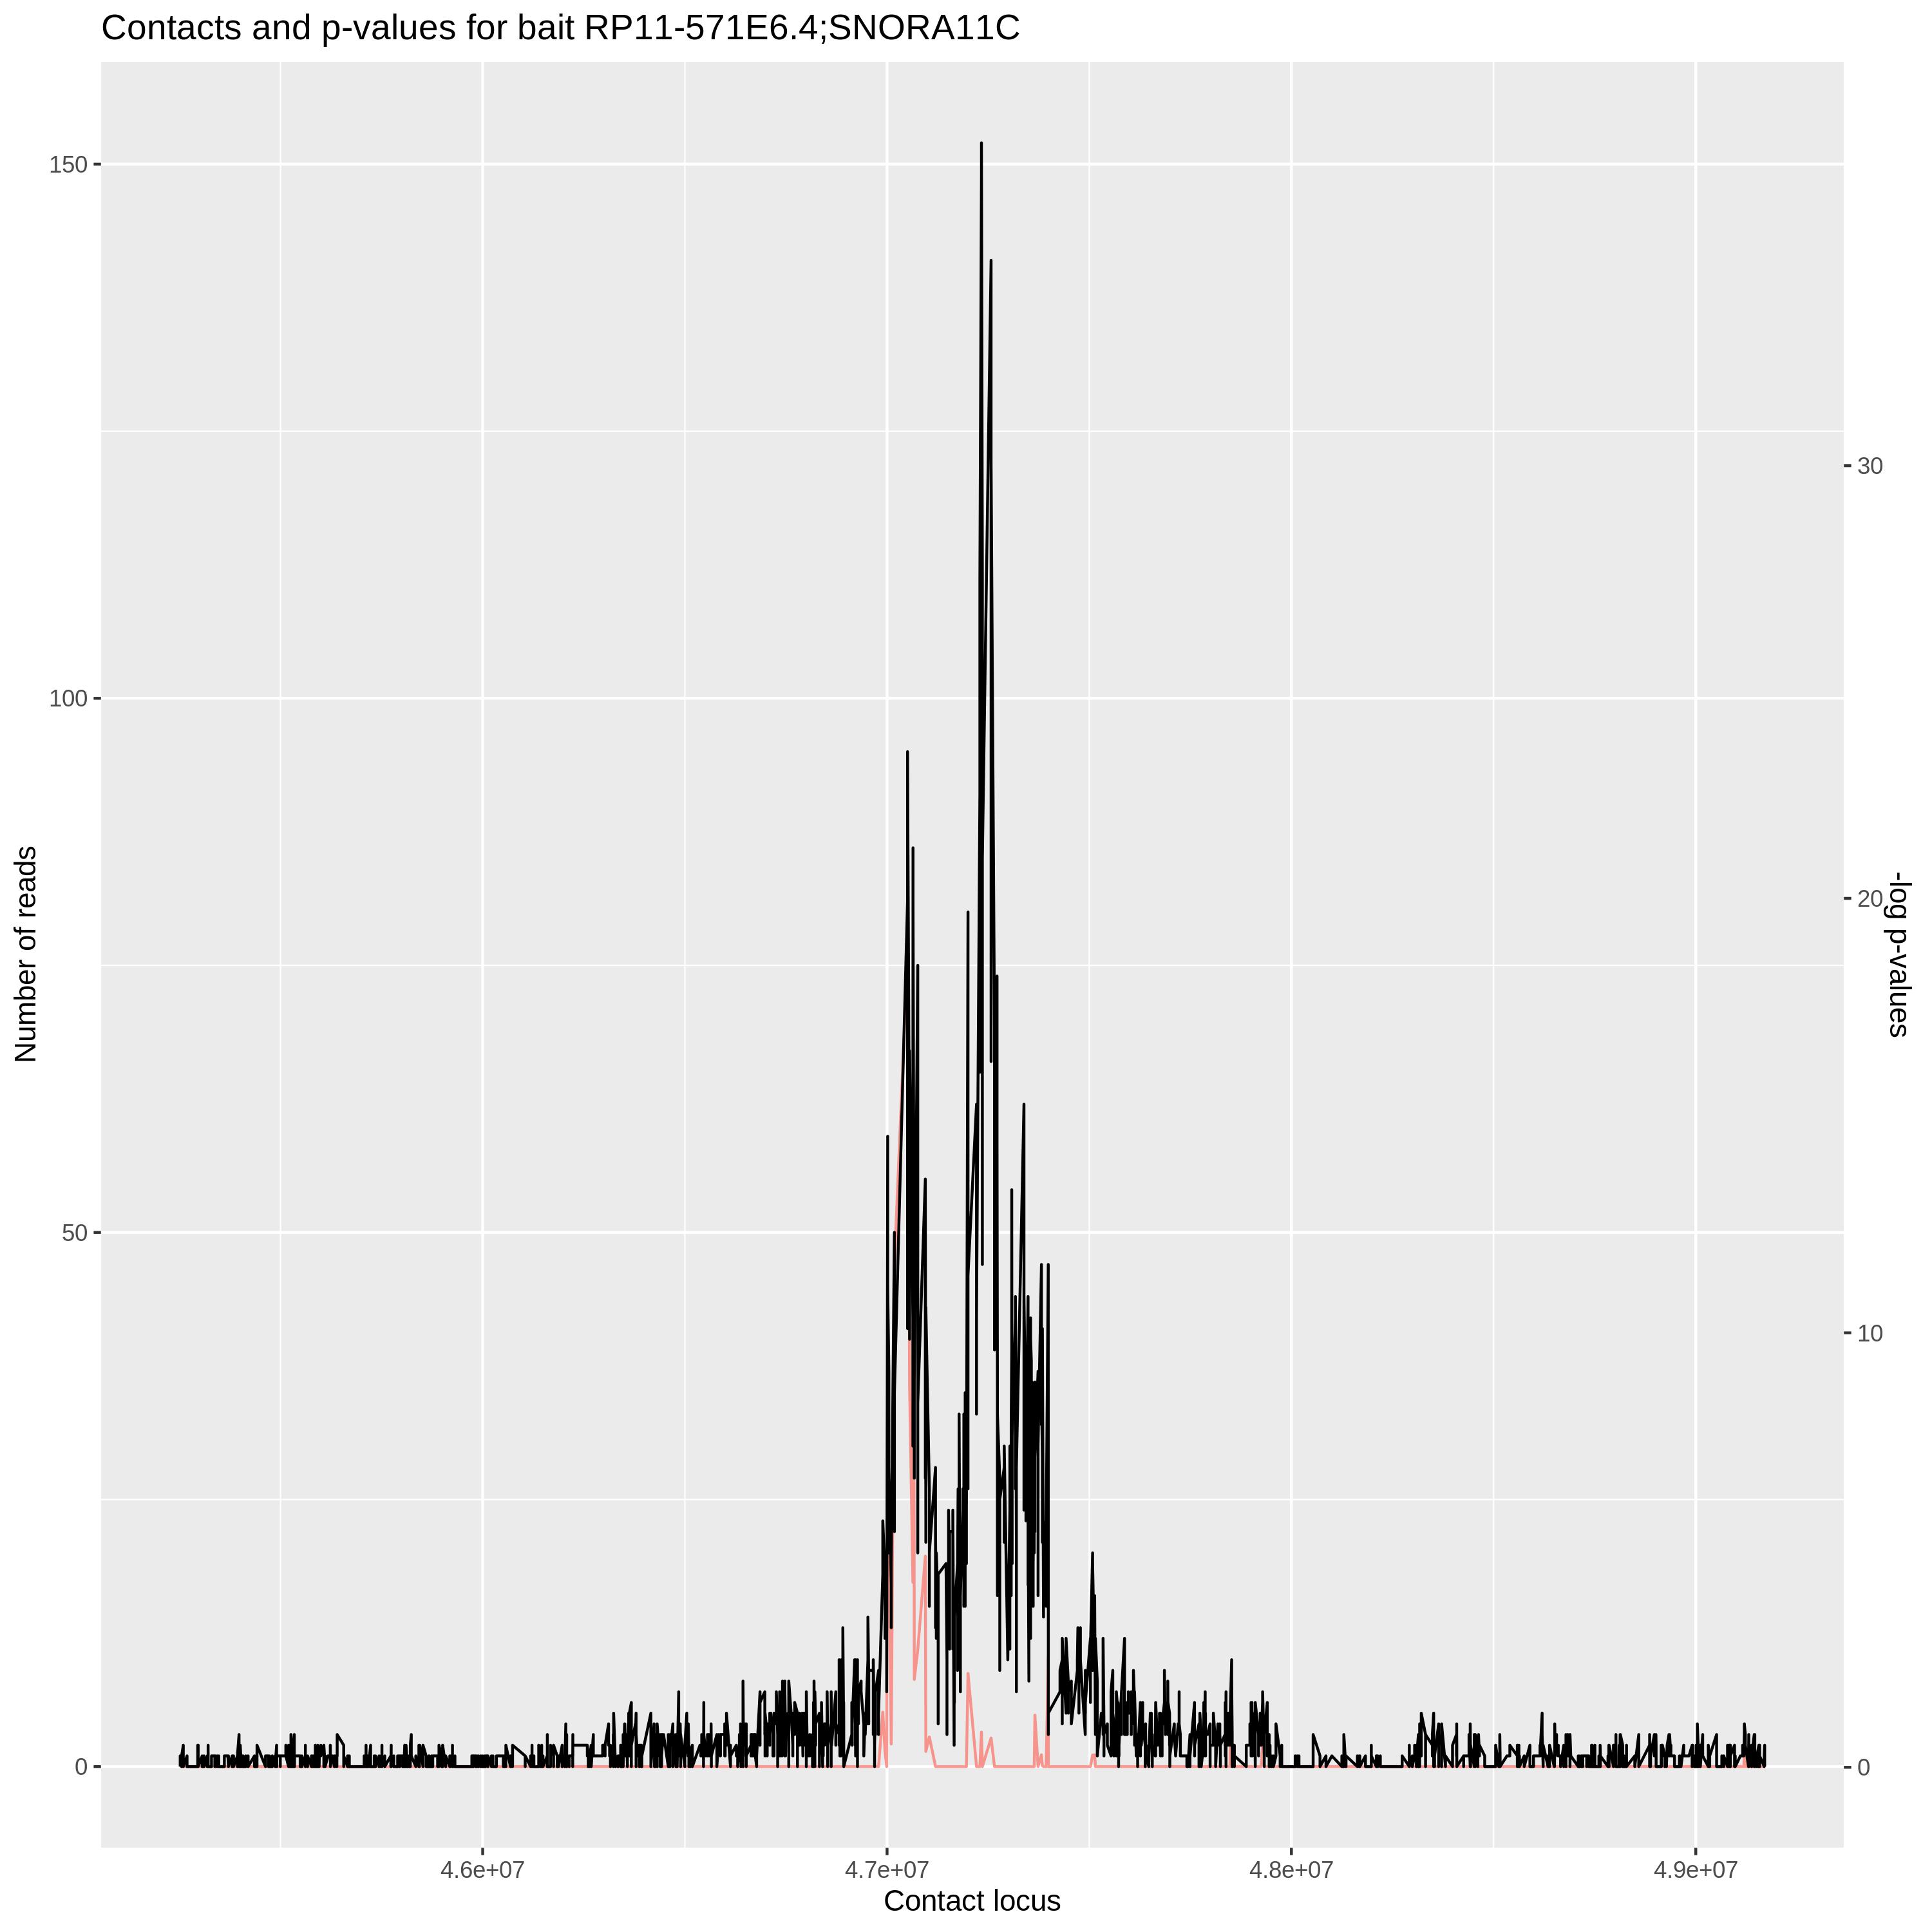 Contacts and p-values for bait RP11-571E6.4;SNORA11C
150
100
50
0
Number of reads
30
20
10
0
-log p-values
4.6e+07
4.7e+07
4.8e+07
4.9e+07
Contact locus